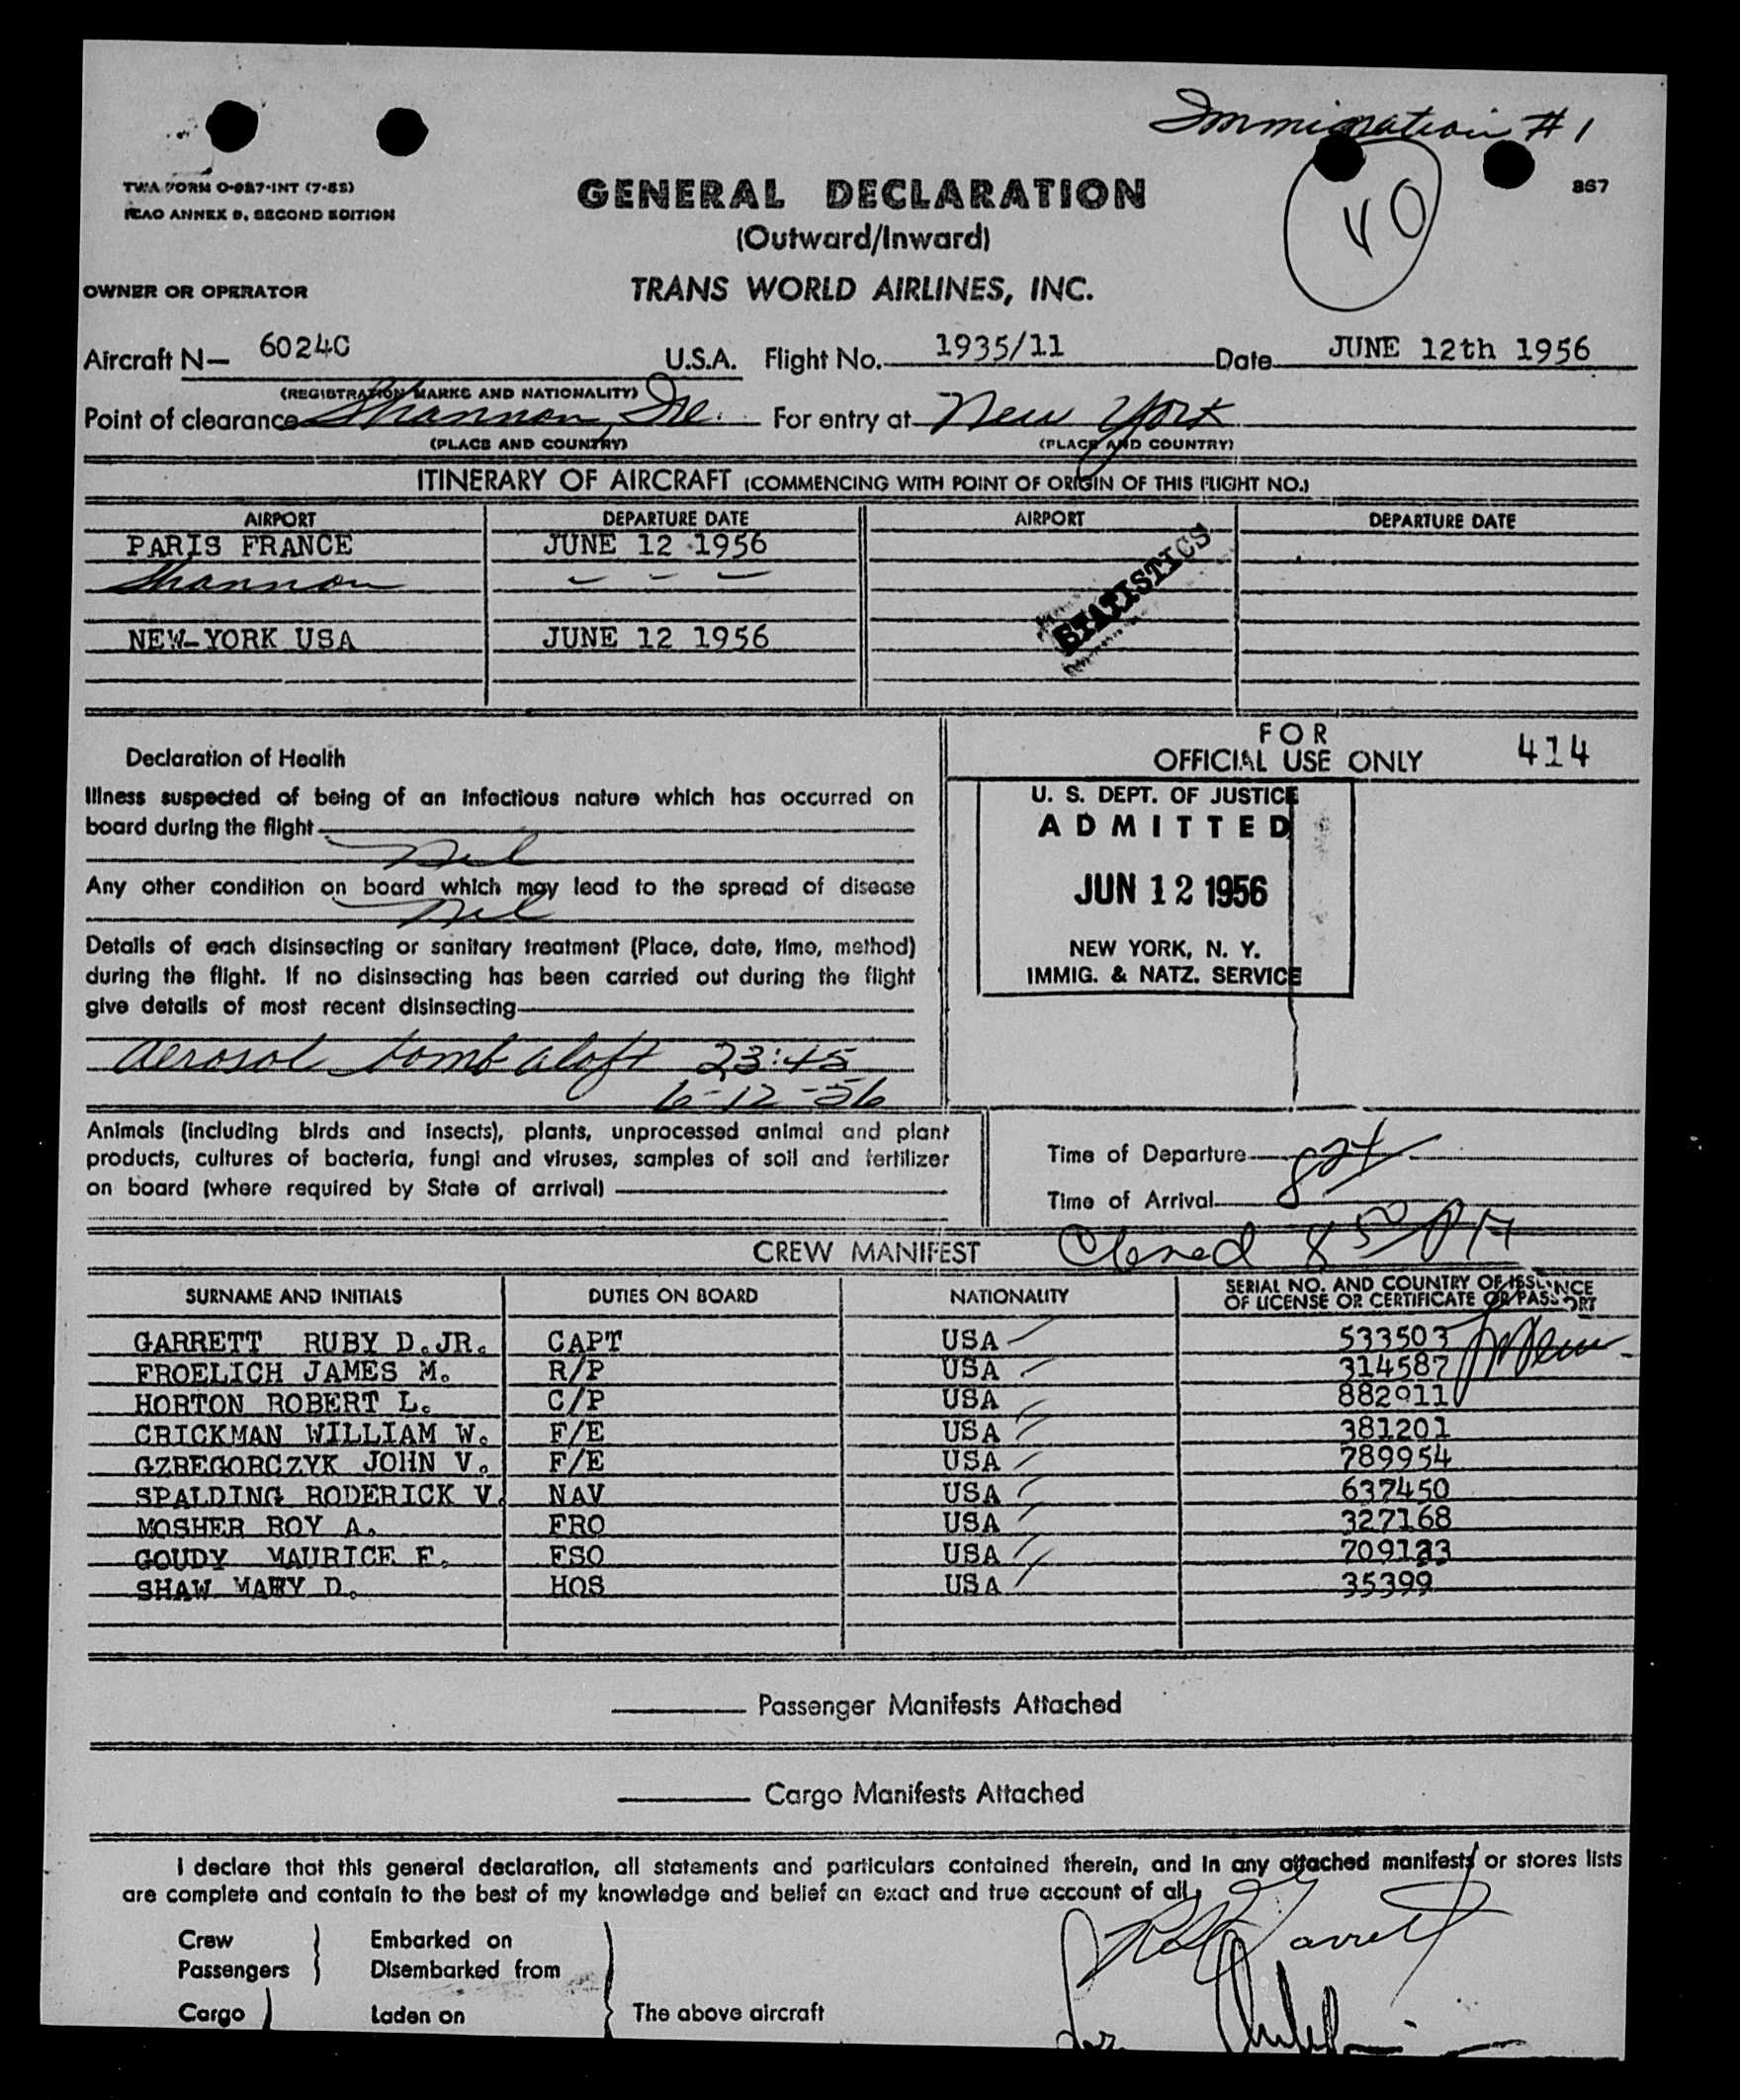 Immigration #1
40
867
TWA FORM O-027-INT (7-55)
ICAO ANNEX 9, SECOND EDITION
GENERAL DECLARATION
(Outward/Inward)
OWNER OR OPERATOR
TRANS WORLD AIRLINES, INC.
Aircraft N— 6024C U.S.A. Flight No. 1935/11 Date JUNE 12th 1956
(REGISTRATION MARKS AND NATIONALITY)
Point of clearance Shannon, Ire. For entry at New York
(PLACE AND COUNTRY) (PLACE AND COUNTRY)
ITINERARY OF AIRCRAFT (COMMENCING WITH POINT OF ORIGIN OF THIS FLIGHT NO.)
AIRPORT DEPARTURE DATE AIRPORT DEPARTURE DATE
PARIS FRANCE JUNE 12 1956
Shannon - - -
STATISTICS
NEW-YORK USA JUNE 12 1956
FOR
OFFICIAL USE ONLY 414
U. S. DEPT. OF JUSTICE
ADMITTED
JUN 12 1956
NEW YORK, N. Y.
IMMIG. & NATZ. SERVICE
Declaration of Health
Illness suspected of being of an infectious nature which has occurred on
board during the flight
Nil
Any other condition on board which may lead to the spread of disease
Nil
Details of each disinsecting or sanitary treatment (Place, date, time, method)
during the flight. If no disinsecting has been carried out during the flight
give details of most recent disinsecting
Aerosol bomb aloft 23:45
6-12-56
Animals (including birds and insects), plants, unprocessed animal and plant
products, cultures of bacteria, fungi and viruses, samples of soil and fertilizer
on board (where required by State of arrival)
Time of Departure
824
Time of Arrival
CREW MANIFEST
850 PM
SURNAME AND INITIALS DUTIES ON BOARD NATIONALITY SERIAL NO. AND COUNTRY OF ISSUANCE
OF LICENSE OR CERTIFICATE OR PASSPORT
GARRETT RUBY D.JR. CAPT USA 533503
FROELICH JAMES M. R/P USA 314587
HORTON ROBERT L. C/P USA 882911
CRICKMAN WILLIAM W. F/E USA 381201
GZREGORCZYK JOHN V. F/E USA 789954
SPALDING RODERICK V. NAV USA 637450
MOSHER ROY A. FRO USA 327168
GOUDY MAURICE F. FSO USA 709123
SHAW MARY D. HOS USA 35399
Passenger Manifests Attached
Cargo Manifests Attached
I declare that this general declaration, all statements and particulars contained therein, and in any attached manifests or stores lists
are complete and contain to the best of my knowledge and belief an exact and true account of all
Crew Embarked on
Passengers Disembarked from
Cargo Laden on The above aircraft
R D Garrett